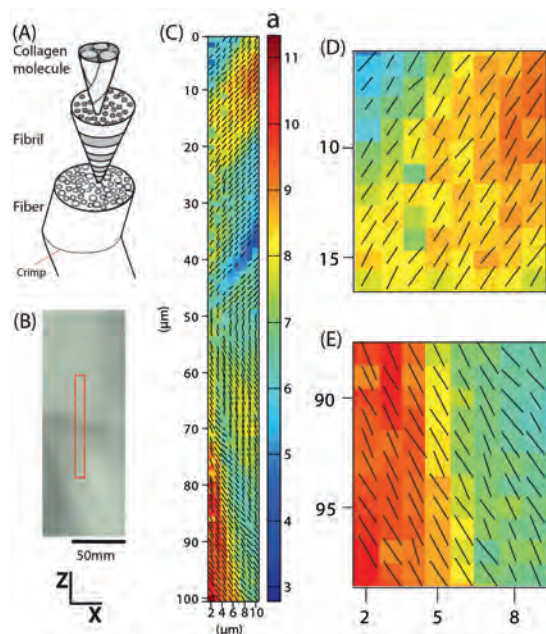 (A)
Collagen
molecule
Fibril
Fiber
Crimp
(B)
50mm
Z
X
(C)
0
10
20
30
40
(μm)
50
60
70
80
90
100
2 4 6 8 10
(μm)
a
11
10
9
8
7
6
5
4
3
(D)
10
15
(E)
90
95
2 5 8